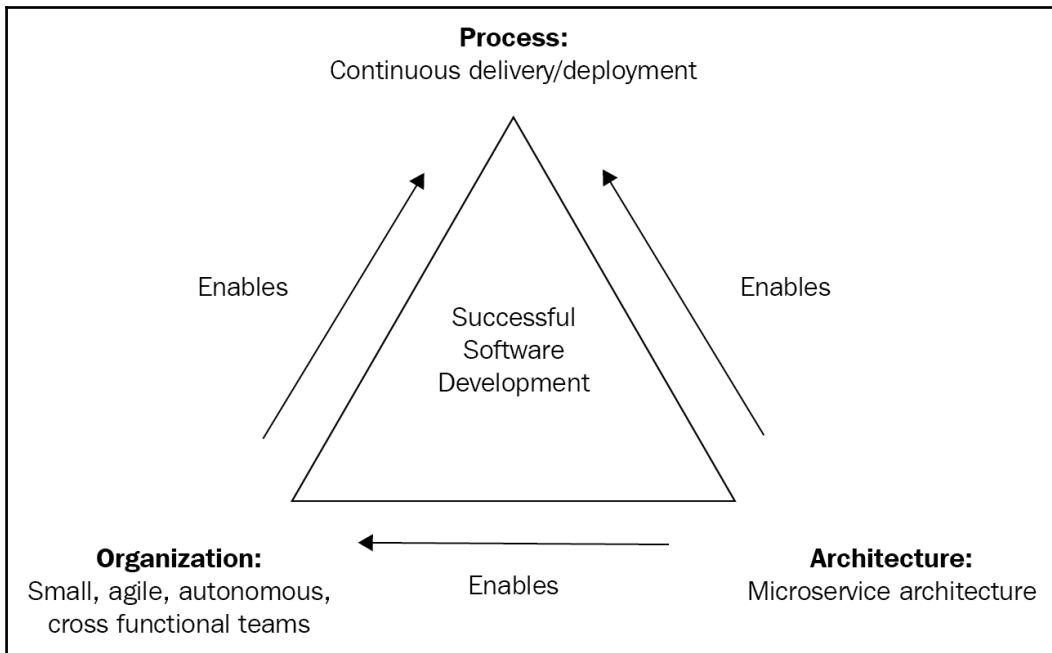 Process:
Continuous delivery/deployment
Enables
Enables
Successful
Software
Development
Organization:
Small, agile, autonomous,
cross functional teams
Enables
Architecture:
Microservice architecture